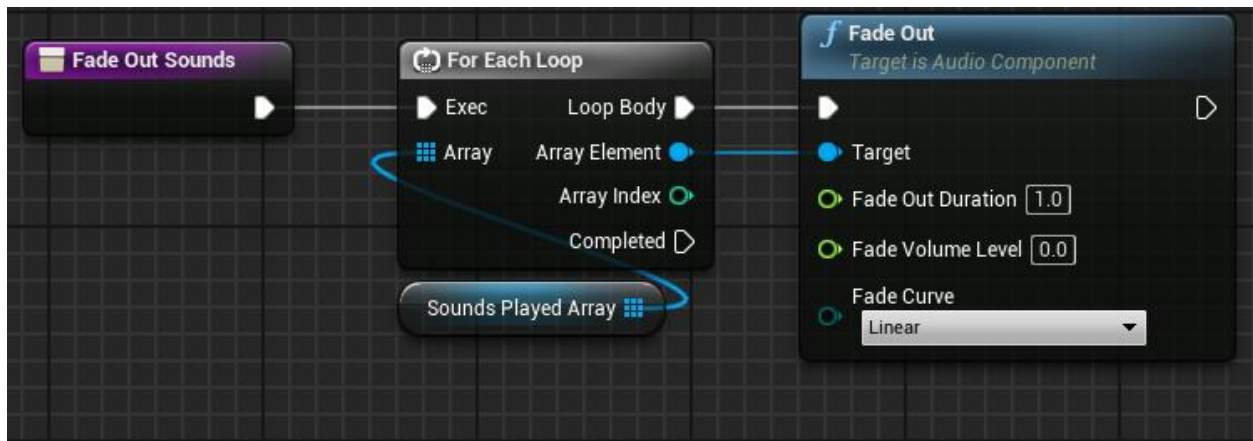 Fade Out Sounds
For Each Loop
Exec
Loop Body
Array
Array Element
Array Index
Completed
Sounds Played Array
Fade Out
Target is Audio Component
Target
Fade Out Duration 1.0
Fade Volume Level 0.0
Fade Curve
Linear